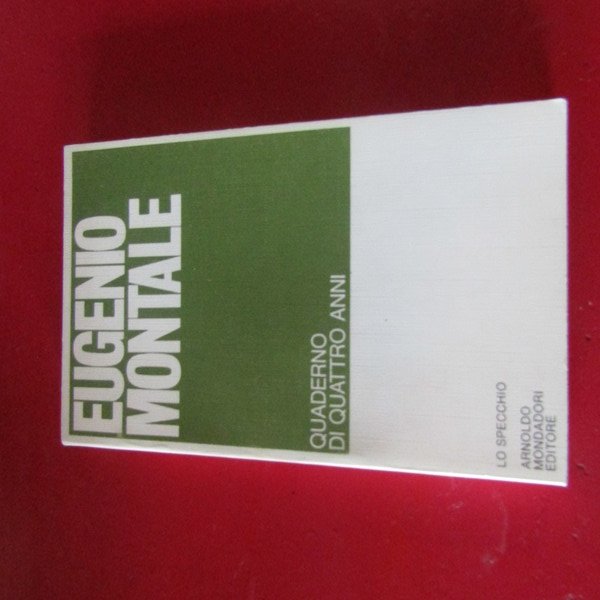 EUGENIO
MONTALE
QUADERNO
DI QUATTRO ANNI
LO SPECCHIO
ARNOLDO
MONDADORI
EDITORE